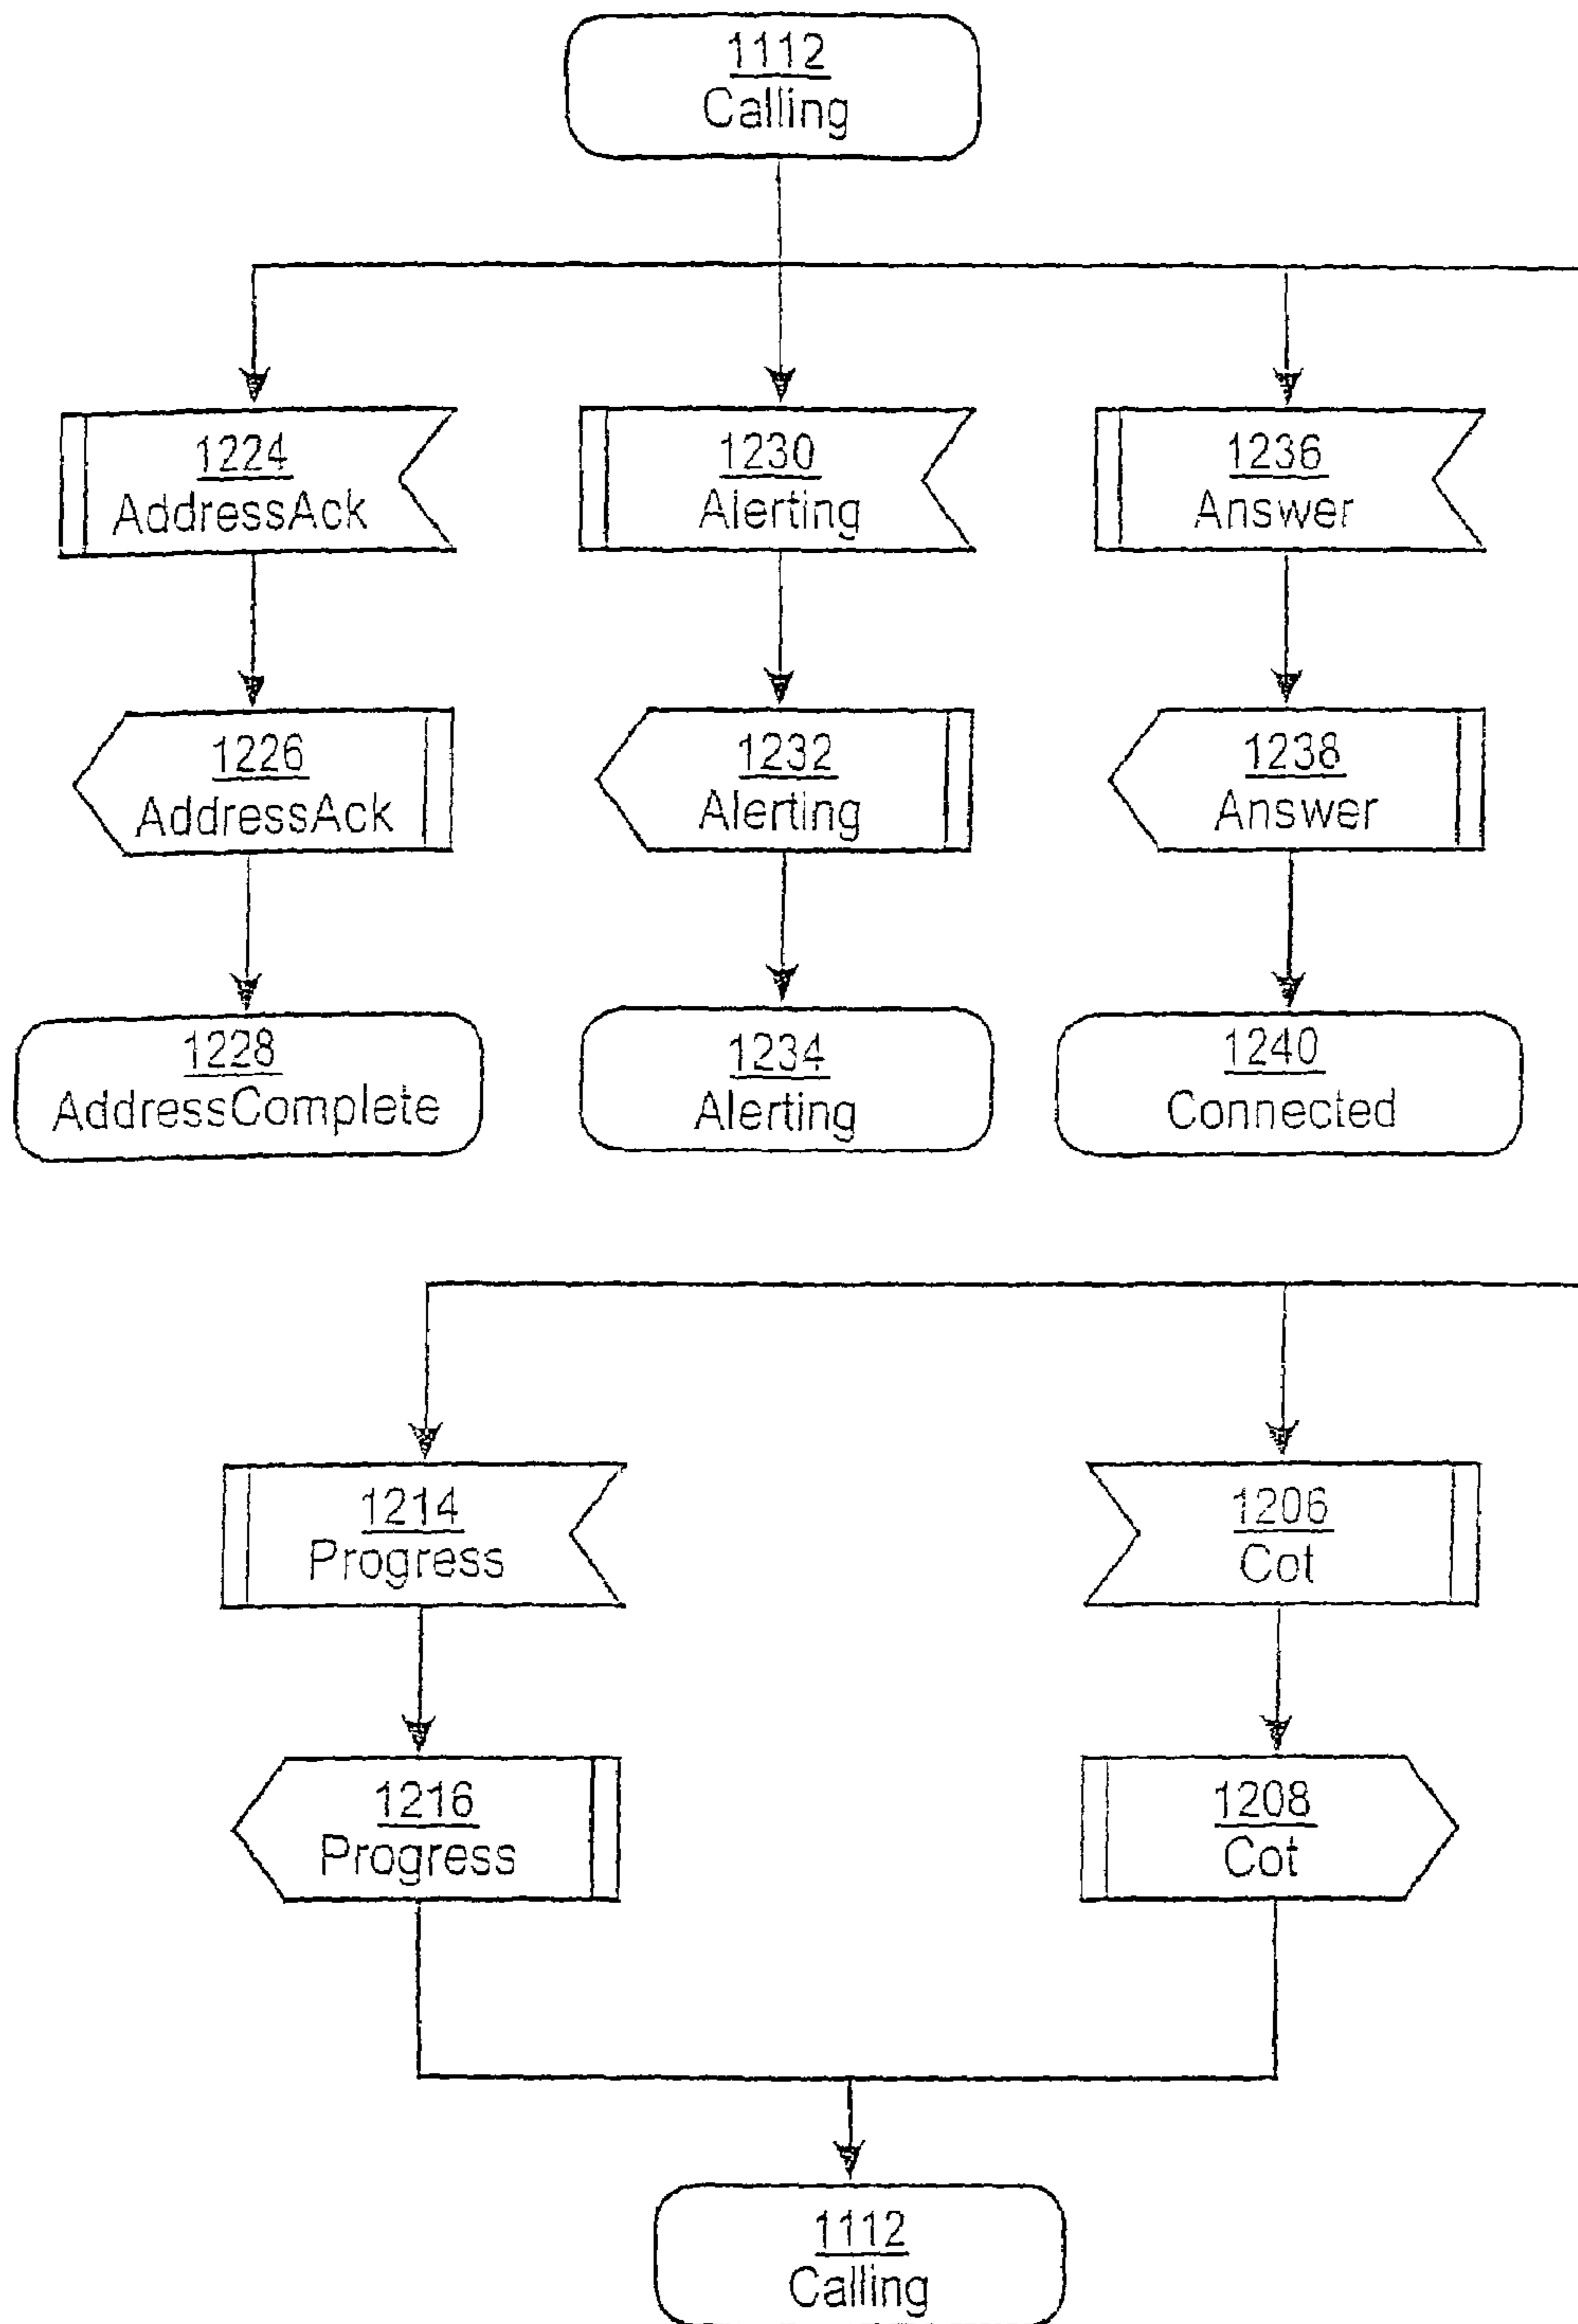 1112
Calling
1224
AddressAck
1230
Alerting
1236
Answer
1226
AddressAck
1232
Alerting
1238
Answer
1228
AddressComplete
1234
Alerting
1240
Connected
1214
Progress
1206
Cot
1216
Progress
1208
Cot
1112
Calling